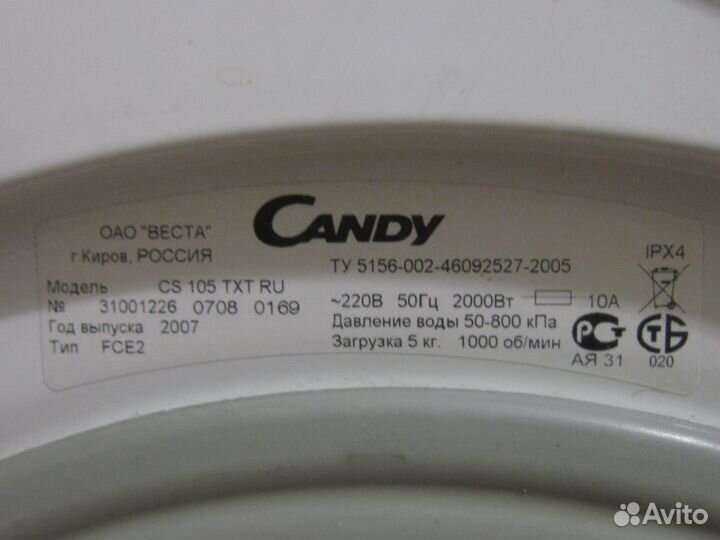 ОАО "ВЕСТА"
г.Киров, РОССИЯ
CANDY
ТУ 5156-002-46092527-2005
IPX4
Модель CS 105 TXT RU
№ 31001226 0708 0169
Год выпуска 2007
Тип FCE2
~220В 50Гц 2000Вт 10А
Давление воды 50-800 кПа
Загрузка 5 кг. 1000 об/мин
РСТ
АЯ 31
СТБ
020
Avito